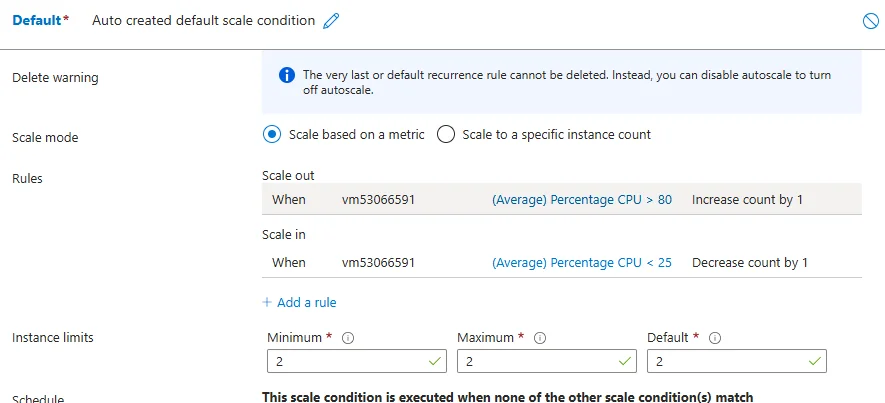 Default* Auto created default scale condition
Delete warning
The very last or default recurrence rule cannot be deleted. Instead, you can disable autoscale to turn
off autoscale.
Scale mode
Scale based on a metric Scale to a specific instance count
Rules
Scale out
When vm53066591 (Average) Percentage CPU > 80 Increase count by 1
Scale in
When vm53066591 (Average) Percentage CPU < 25 Decrease count by 1
+ Add a rule
Instance limits
Minimum * Maximum * Default *
2 2 2
Schedule
This scale condition is executed when none of the other scale condition(s) match